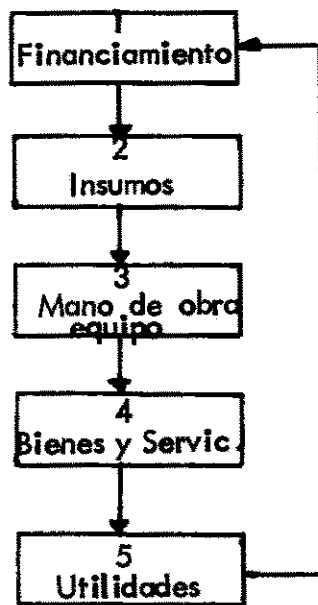 1
Financiamiento
2
Insumos
3
Mano de obra
equipo
4
Bienes y Servic.
5
Utilidades